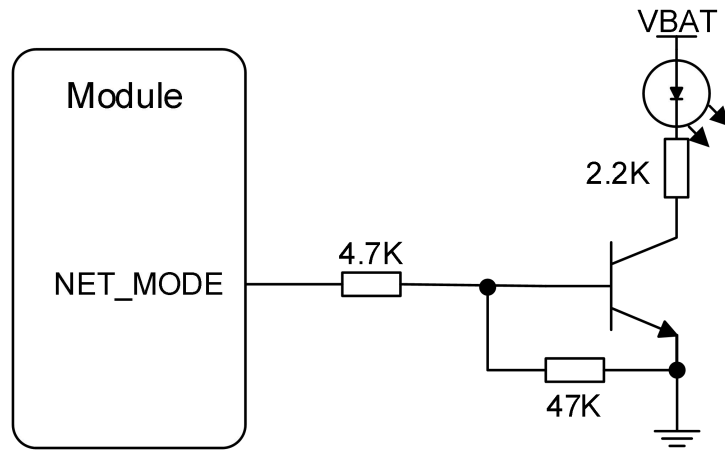 VBAT
Module
2.2K
4.7K
NET_MODE
47K